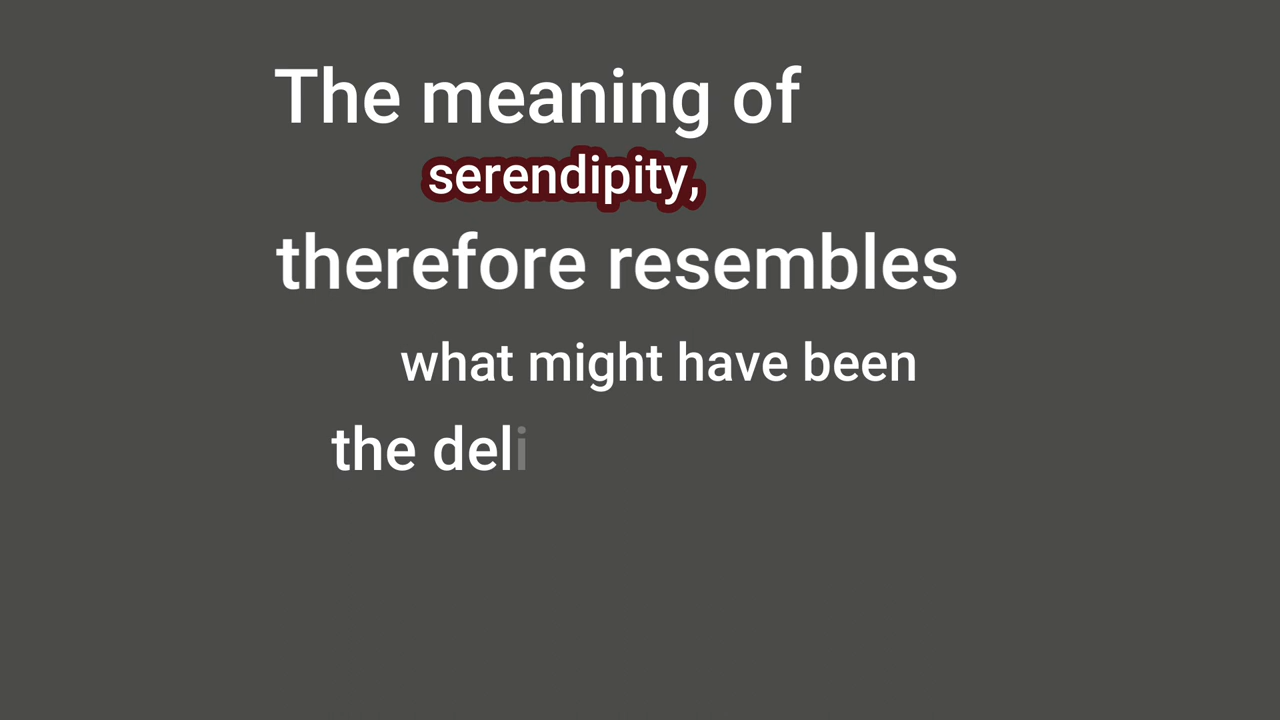 The meaning of
serendipity,
therefore resembles
what might have been
the deli